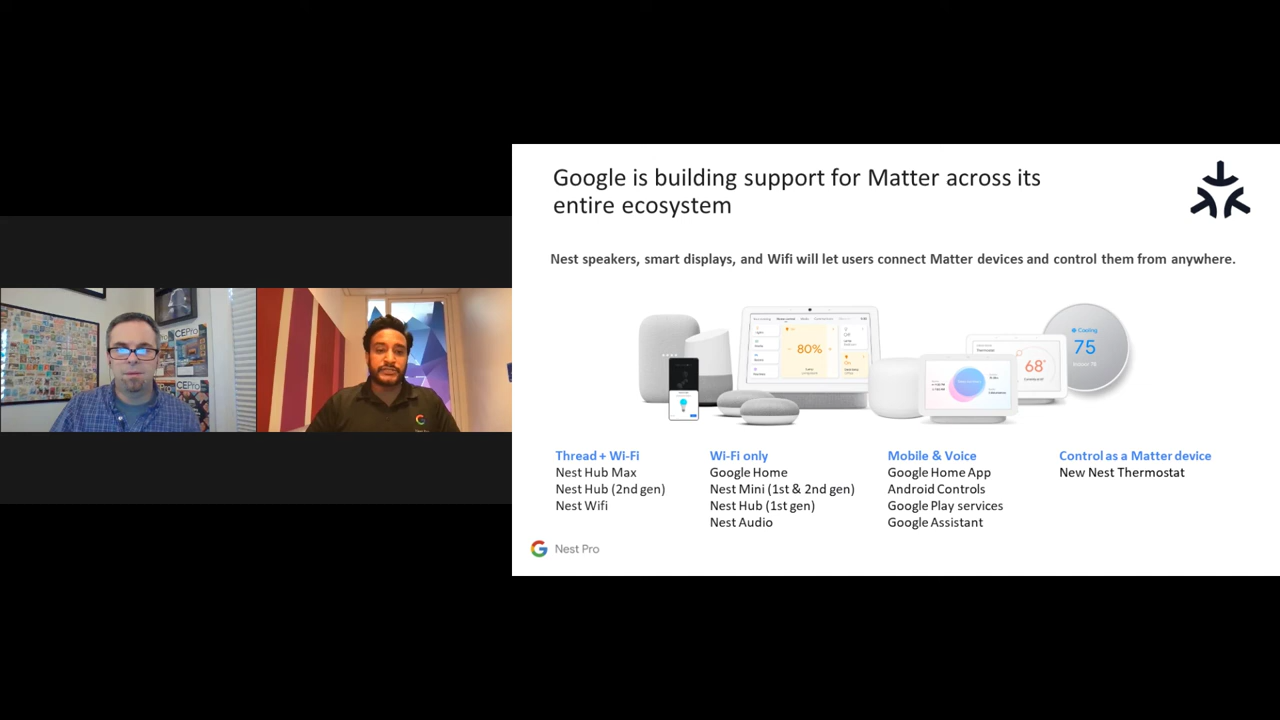 Google is building support for Matter across its
entire ecosystem
Nest speakers, smart displays, and Wifi will let users connect Matter devices and control them from anywhere.
CEPro
CEPro
80%
68°
Cooling
75
Thread + Wi-Fi
Nest Hub Max
Nest Hub (2nd gen)
Nest Wifi
Wi-Fi only
Google Home
Nest Mini (1st & 2nd gen)
Nest Hub (1st gen)
Nest Audio
Mobile & Voice
Google Home App
Android Controls
Google Play services
Google Assistant
Control as a Matter device
New Nest Thermostat
G Nest Pro